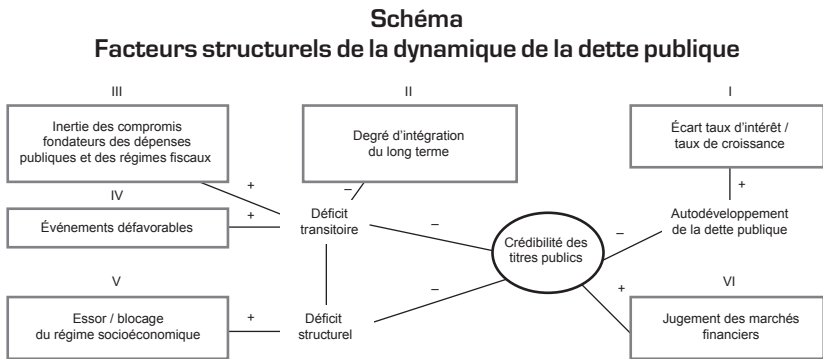 Schéma
Facteurs structurels de la dynamique de la dette publique
III
II
I
Inertie des compromis
fondateurs des dépenses
publiques et des régimes fiscaux
Degré d'intégration
du long terme
Écart taux d'intérêt /
taux de croissance
+
–
+
IV
Événements défavorables
+
Déficit
transitoire
–
Crédibilité des
titres publics
–
Autodéveloppement
de la dette publique
V
–
+
VI
Essor / blocage
du régime socioéconomique
+
Déficit
structurel
Jugement des marchés
financiers